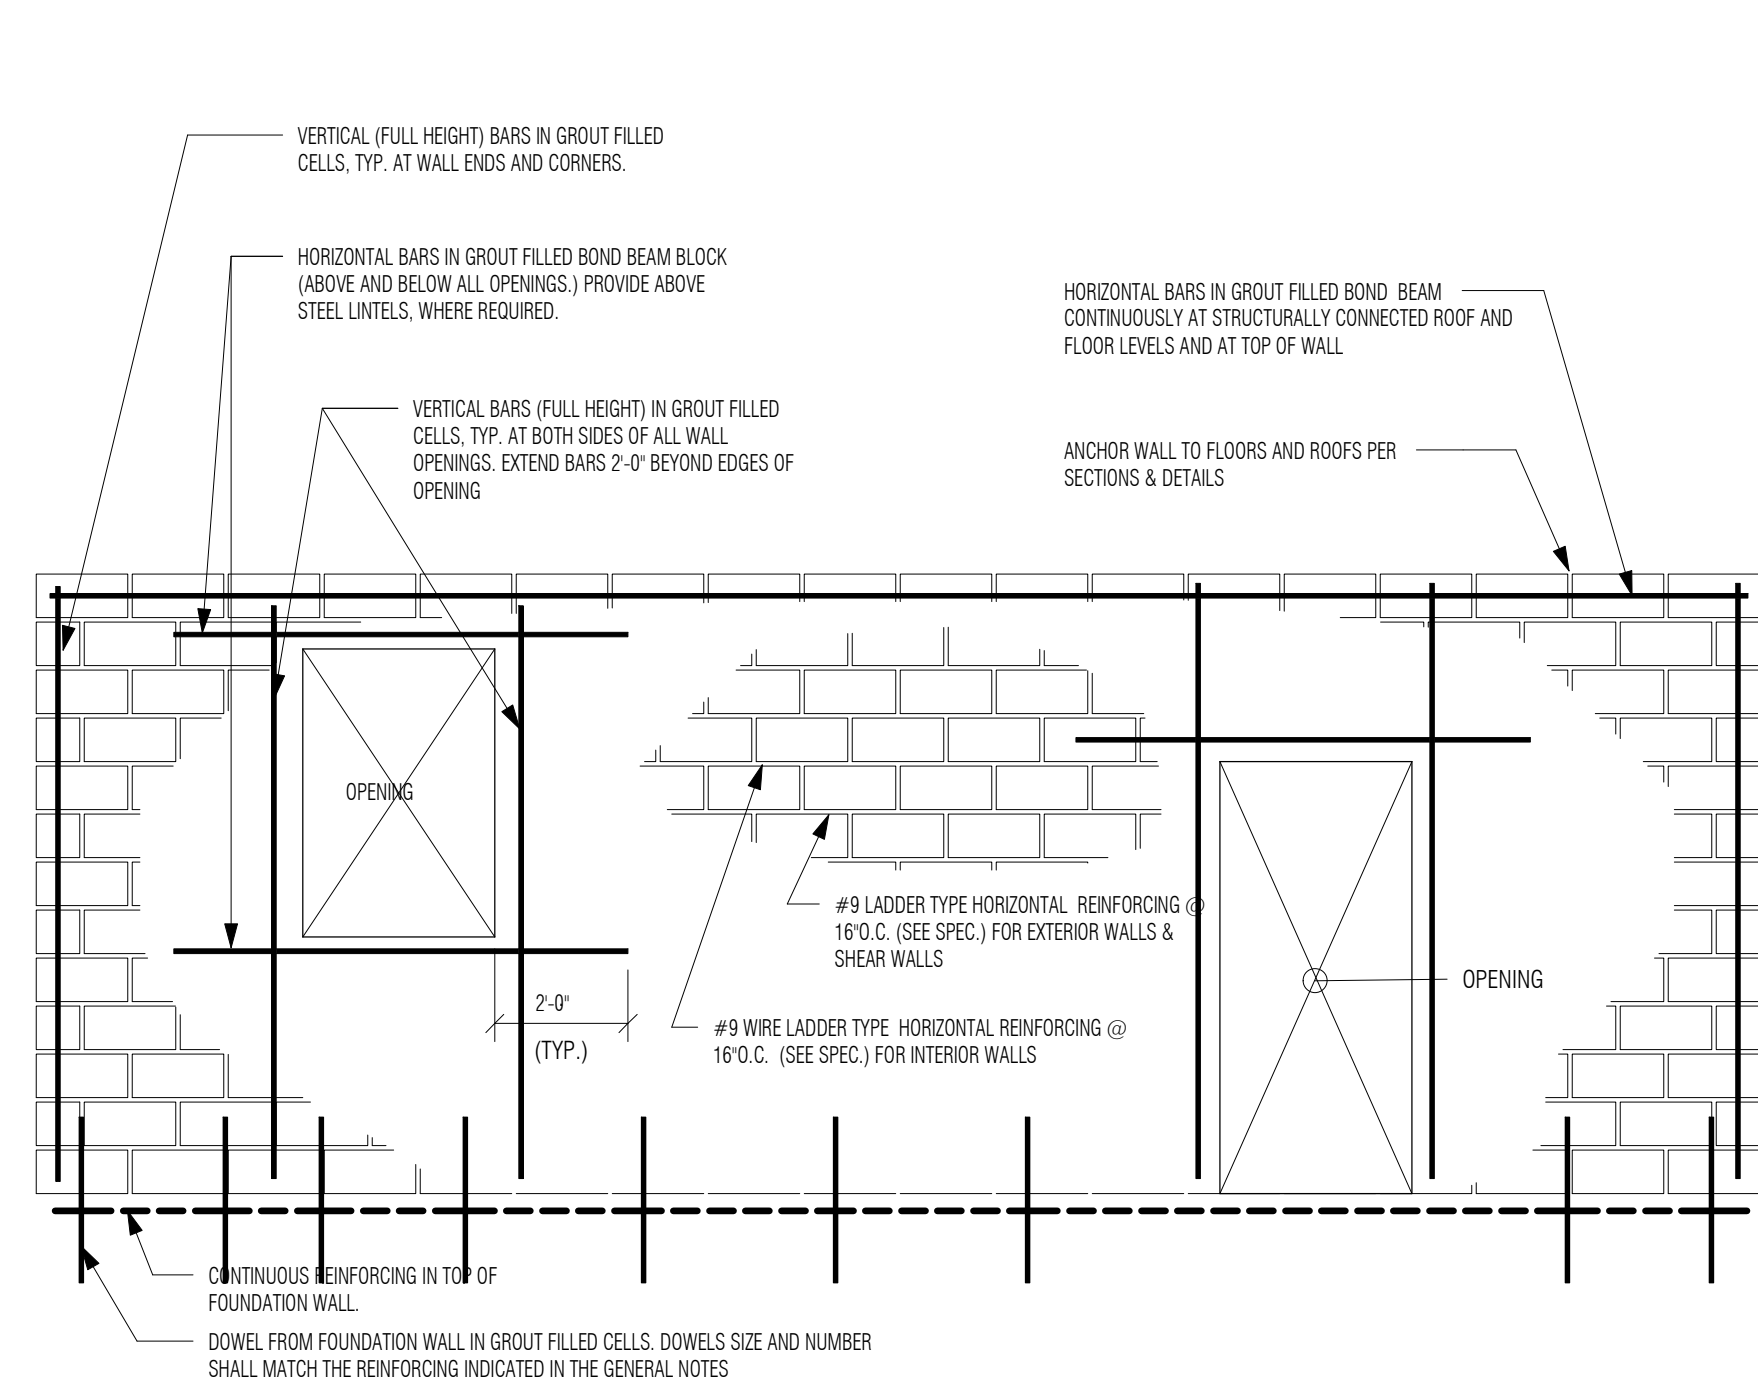 VERTICAL (FULL HEIGHT) BARS IN GROUT FILLED
CELLS, TYP. AT WALL ENDS AND CORNERS.
HORIZONTAL BARS IN GROUT FILLED BOND BEAM BLOCK
(ABOVE AND BELOW ALL OPENINGS.) PROVIDE ABOVE
STEEL LINTELS, WHERE REQUIRED.
HORIZONTAL BARS IN GROUT FILLED BOND BEAM
CONTINUOUSLY AT STRUCTURALLY CONNECTED ROOF AND
FLOOR LEVELS AND AT TOP OF WALL
VERTICAL BARS (FULL HEIGHT) IN GROUT FILLED
CELLS, TYP. AT BOTH SIDES OF ALL WALL
OPENINGS. EXTEND BARS 2'-0" BEYOND EDGES OF
OPENING
ANCHOR WALL TO FLOORS AND ROOFS PER
SECTIONS & DETAILS
OPENING
#9 LADDER TYPE HORIZONTAL REINFORCING @
16"O.C. (SEE SPEC.) FOR EXTERIOR WALLS &
SHEAR WALLS
OPENING
2'-0"
(TYP.)
#9 WIRE LADDER TYPE HORIZONTAL REINFORCING @
16"O.C. (SEE SPEC.) FOR INTERIOR WALLS
CONTINUOUS REINFORCING IN TOP OF
FOUNDATION WALL.
DOWEL FROM FOUNDATION WALL IN GROUT FILLED CELLS. DOWELS SIZE AND NUMBER
SHALL MATCH THE REINFORCING INDICATED IN THE GENERAL NOTES